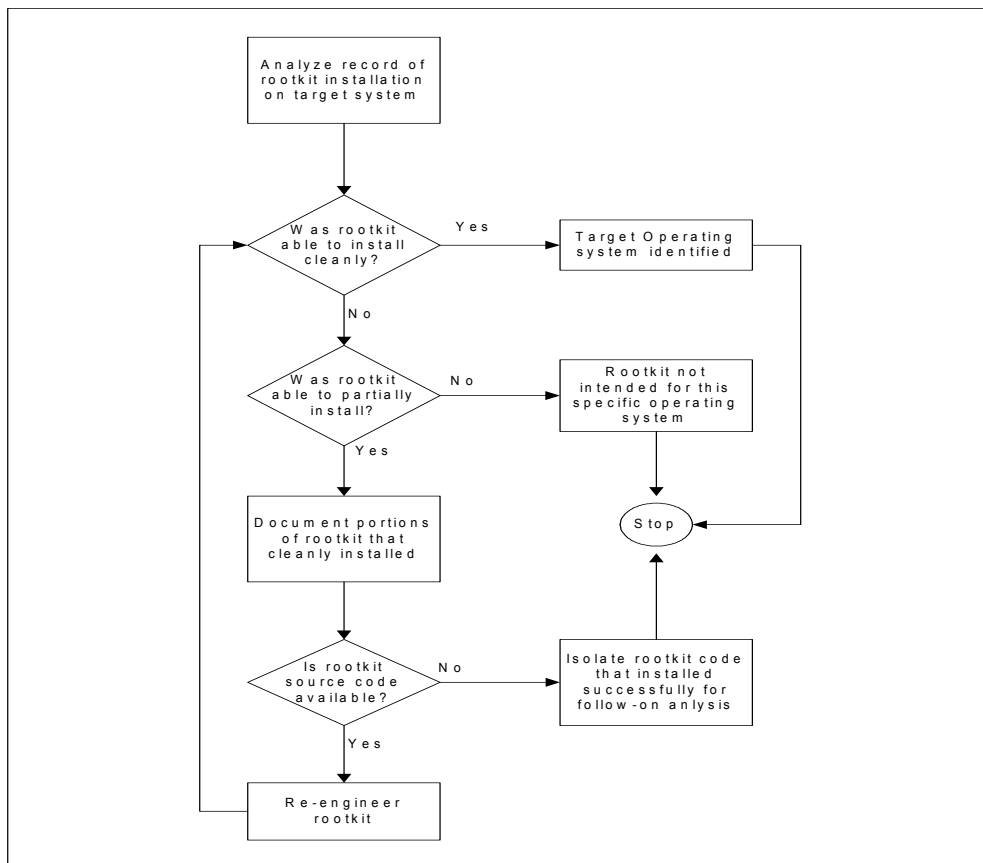 Analyze record of
rootkit installation
on target system
Was rootkit
able to install
cleanly?
Yes
Target Operating
system identified
No
Was rootkit
able to partially
install?
No
Rootkit not
intended for this
specific operating
system
Yes
Document portions
of rootkit that
cleanly installed
Stop
Is rootkit
source code
available?
No
Isolate rootkit code
that installed
successfully for
follow-on anlysis
Yes
Re-engineer
rootkit